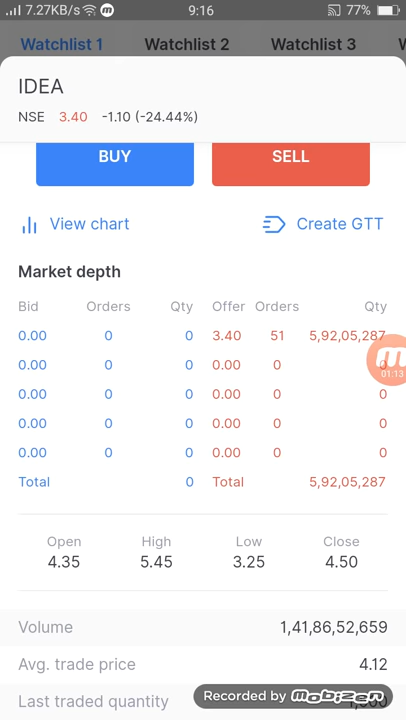 7.27KB/s 9:16 77%
Watchlist 1 Watchlist 2 Watchlist 3
IDEA
NSE 3.40 -1.10 (-24.44%)
BUY SELL
View chart Create GTT
Market depth
Bid Orders Qty Offer Orders Qty
0.00 0 0 3.40 51 5,92,05,287
0.00 0 0 0.00 0 0
01:13
0.00 0 0 0.00 0 0
0.00 0 0 0.00 0 0
0.00 0 0 0.00 0 0
Total 0 Total 5,92,05,287
Open High Low Close
4.35 5.45 3.25 4.50
Volume 1,41,86,52,659
Avg. trade price 4.12
Last traded quantity
Recorded by mobizen